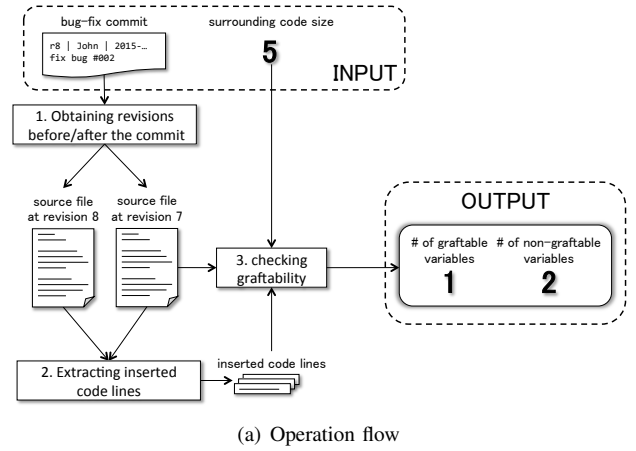 bug-fix commit
surrounding code size
r8 | John | 2015-…
fix bug #002
5
INPUT
1. Obtaining revisions
before/after the commit
source file
at revision 8
source file
at revision 7
OUTPUT
3. checking
graftability
# of graftable
variables
1
# of non-graftable
variables
2
2. Extracting inserted
code lines
inserted code lines
(a) Operation flow